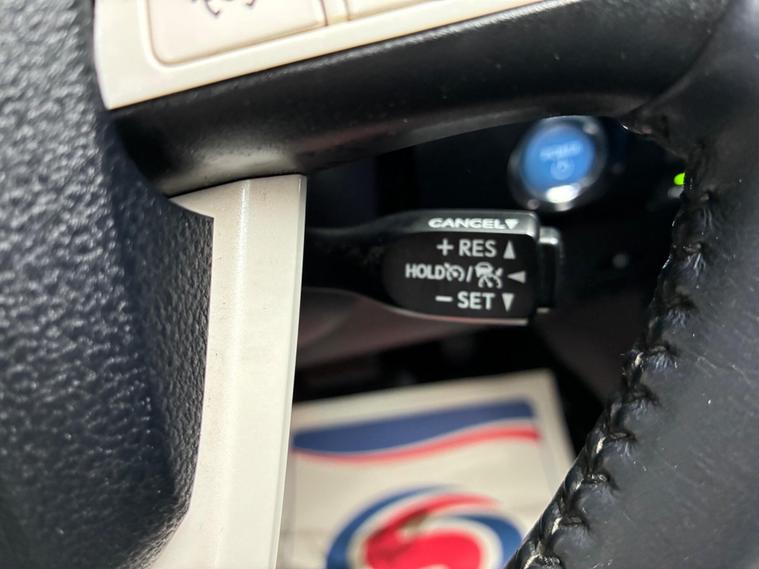 CANCEL▼
+ RES ▲
HOLD / ◀
− SET ▼